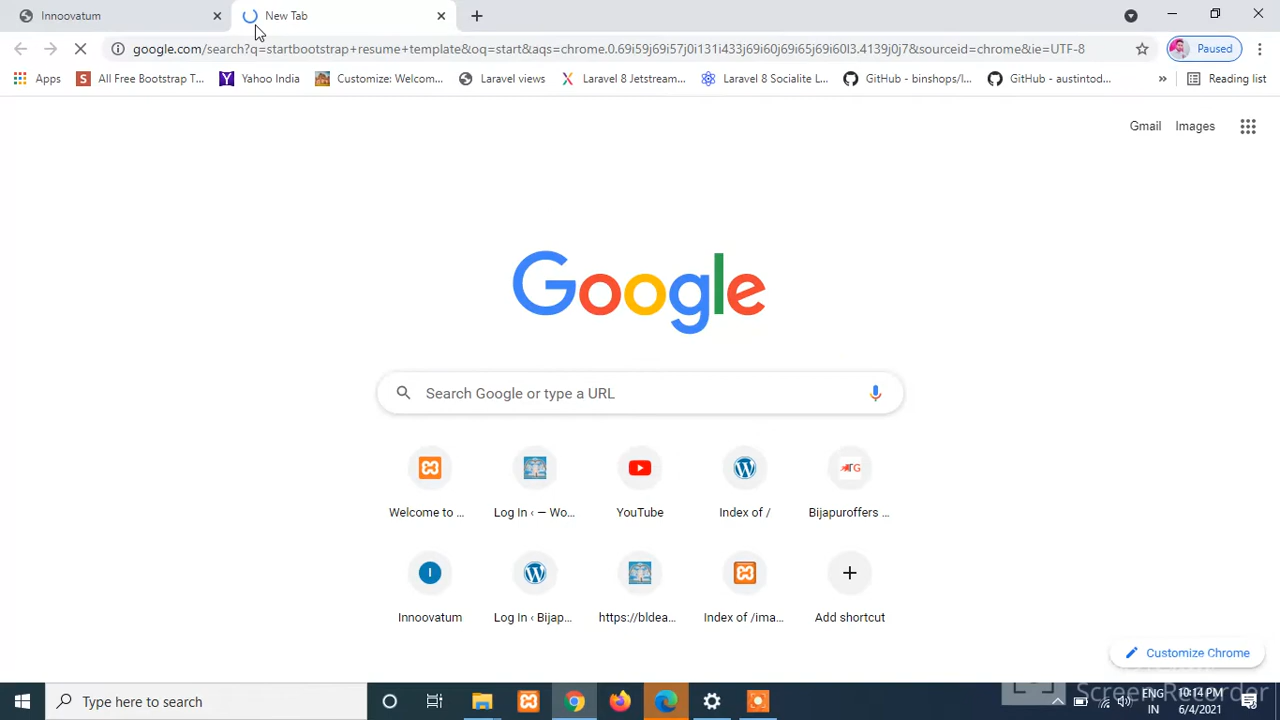 Innoovatum
New Tab
google.com/search?q=startbootstrap+resume+template&oq=start&aqs=chrome.0.69i59j69i57j0i131i433j69i60j69i65j69i60l3.4139j0j7&sourceid=chrome&ie=UTF-8
Paused
Apps
All Free Bootstrap T...
Yahoo India
Customize: Welcom...
Laravel views
Laravel 8 Jetstream...
Laravel 8 Socialite L...
GitHub - binshops/l...
GitHub - austintod...
»
Reading list
Gmail
Images
Google
Search Google or type a URL
Welcome to ...
Log In ‹ — Wo...
YouTube
Index of /
Bijapuroffers ...
Innoovatum
Log In ‹ Bijap...
https://bldea...
Index of /ima...
Add shortcut
Customize Chrome
Type here to search
ENG
IN
10:14 PM
6/4/2021
Screen Recorder